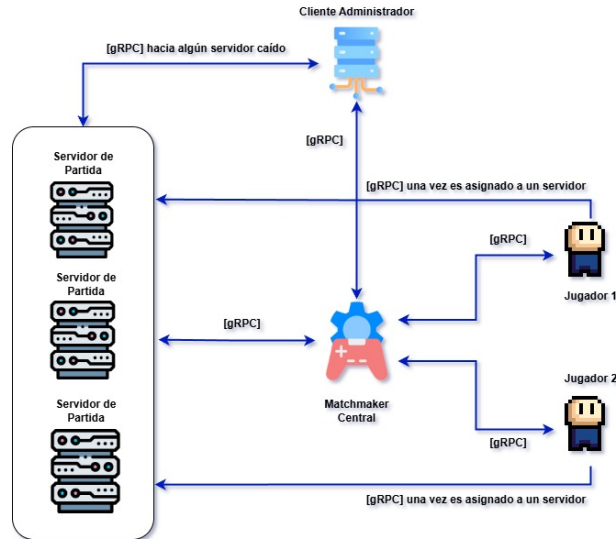 Cliente Administrador
[gRPC] hacia algún servidor caído
[gRPC]
Servidor de
Partida
[gRPC] una vez es asignado a un servidor
[gRPC]
Jugador 1
Servidor de
Partida
[gRPC]
Matchmaker
Central
Jugador 2
Servidor de
Partida
[gRPC]
[gRPC] una vez es asignado a un servidor